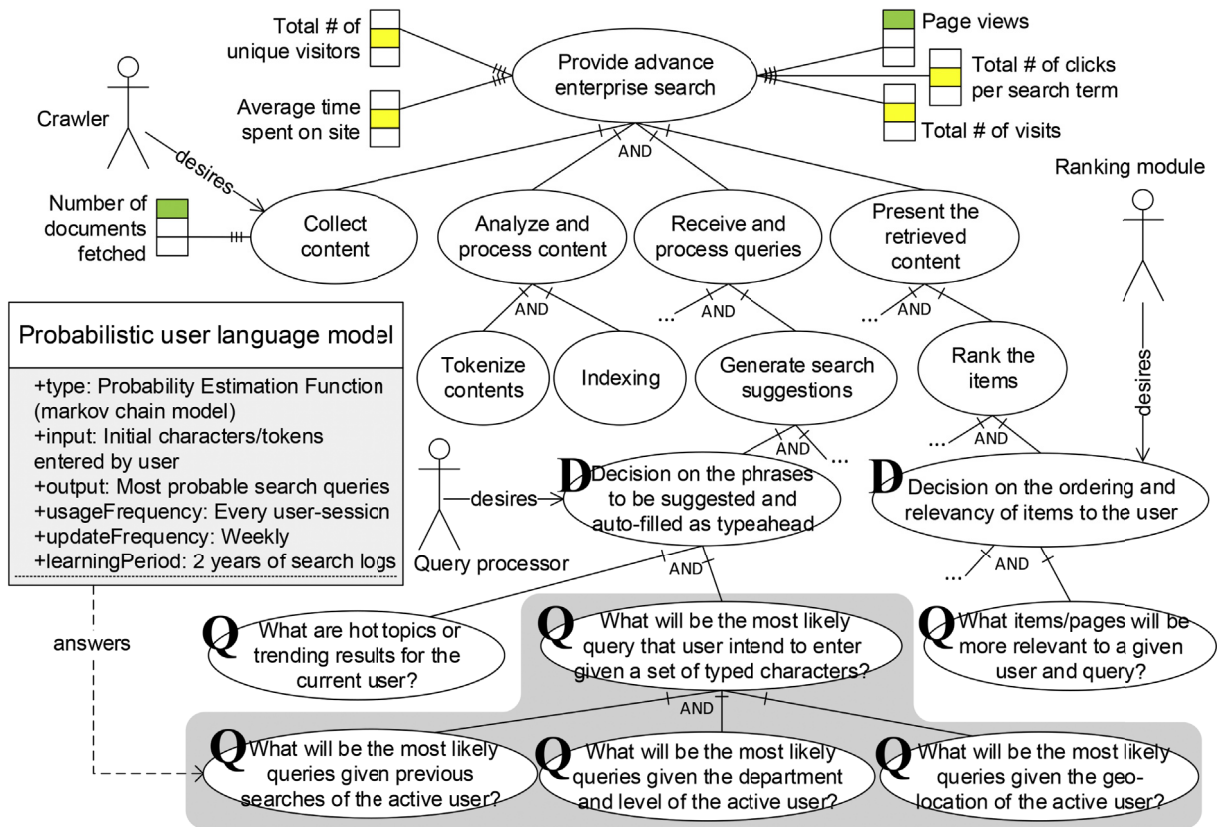 Total # of
unique visitors
Average time
spent on site
Provide advance
enterprise search
Page views
Total # of clicks
per search term
Total # of visits
AND
Crawler
desires
Ranking module
Number of
documents
fetched
Collect
content
Analyze and
process content
Receive and
process queries
Present the
retrieved
content
AND
...
AND
...
AND
Tokenize
contents
Indexing
Generate search
suggestions
Rank the
items
desires
Probabilistic user language model
+type: Probability Estimation Function
(markov chain model)
+input: Initial characters/tokens
entered by user
+output: Most probable search queries
+usageFrequency: Every user-session
+updateFrequency: Weekly
+learningPeriod: 2 years of search logs
AND
...
...
AND
Query processor
desires
D
Decision on the phrases
to be suggested and
auto-filled as typeahead
D
Decision on the ordering and
relevancy of items to the user
AND
...
AND
answers
Q
What are hot topics or
trending results for the
current user?
Q
What will be the most likely
query that user intend to enter
given a set of typed characters?
Q
What items/pages will be
more relevant to a given
user and query?
AND
Q
What will be the most likely
queries given previous
searches of the active user?
Q
What will be the most likely
queries given the department
and level of the active user?
Q
What will be the most likely
queries given the geo-
location of the active user?